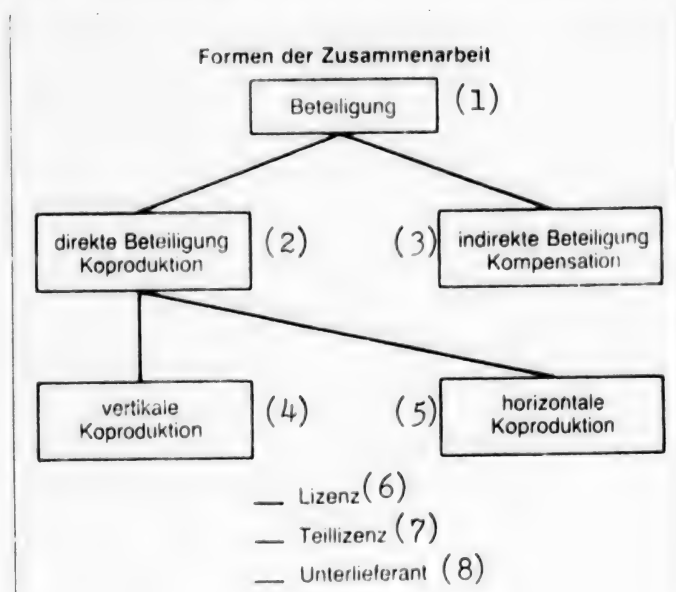 Formen der Zusammenarbeit
Beteiligung (1)
direkte Beteiligung
Koproduktion (2)
(3) indirekte Beteiligung
Kompensation
vertikale
Koproduktion (4)
(5) horizontale
Koproduktion
— Lizenz (6)
— Teillizenz (7)
— Unterlieferant (8)